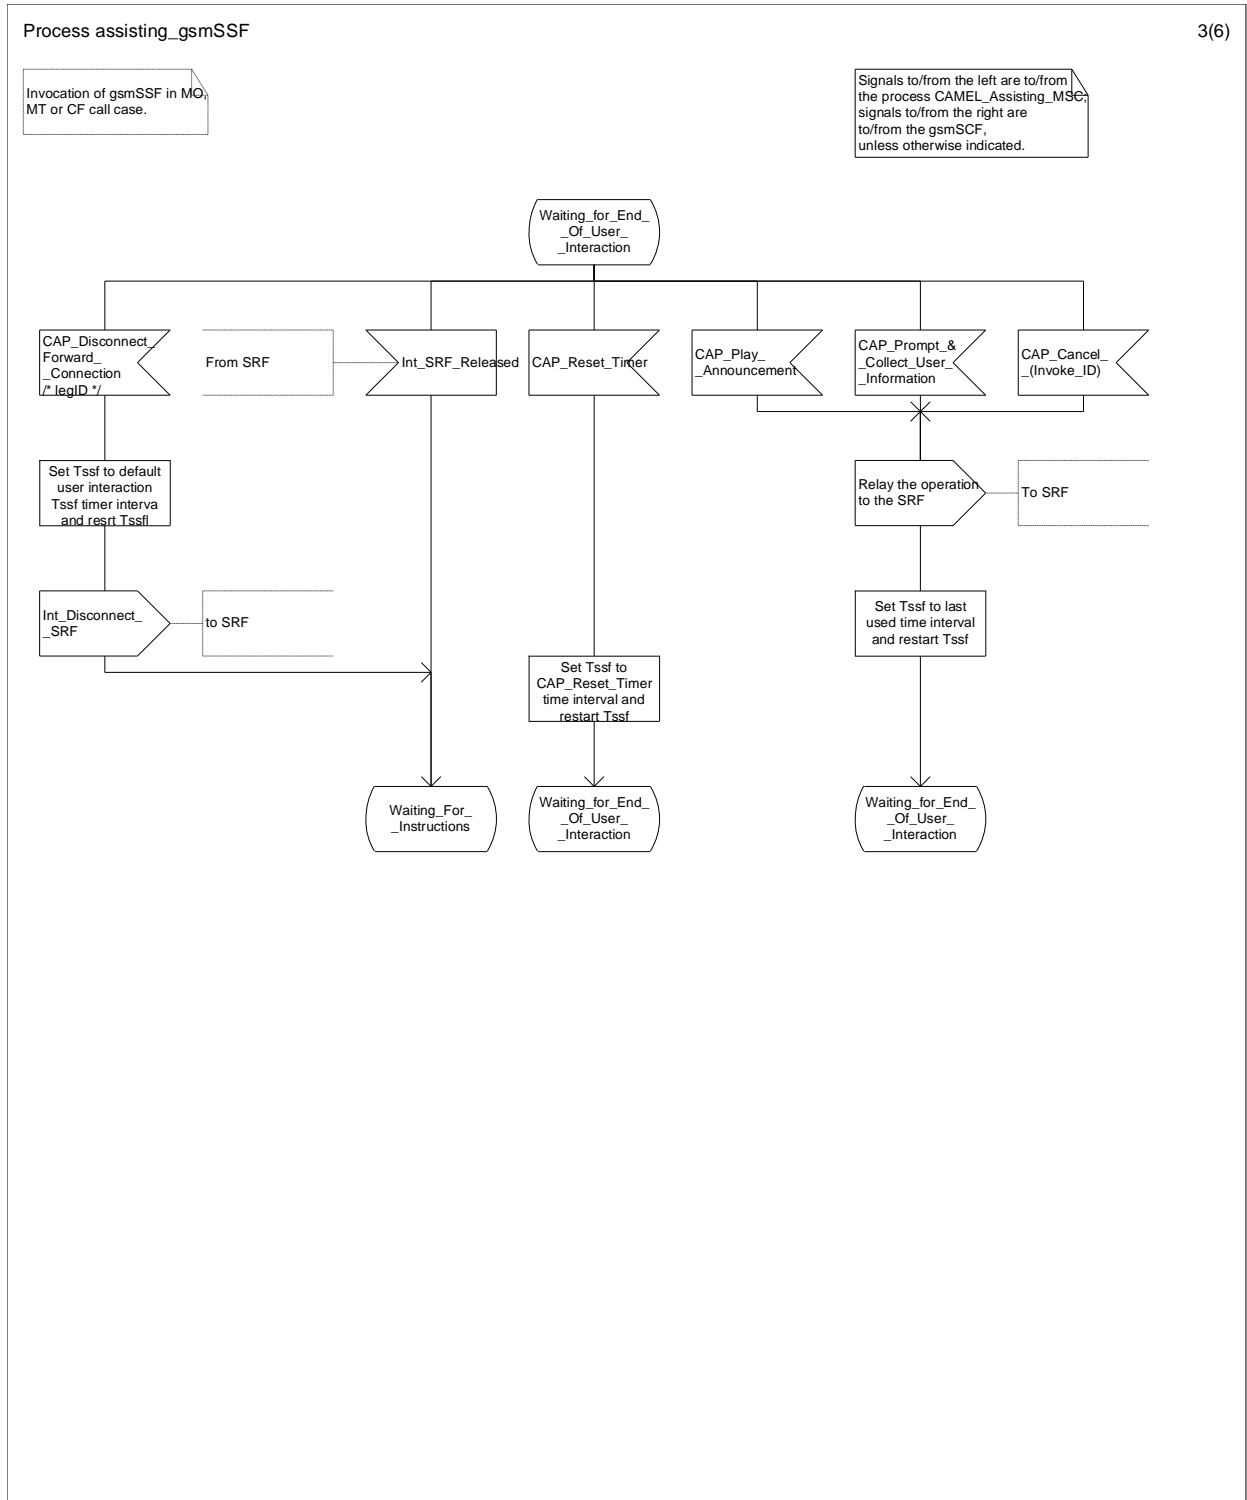 Process assisting_gsmSSF
3(6)
Invocation of gsmSSF in MO,
MT or CF call case.
Signals to/from the left are to/from
the process CAMEL_Assisting_MSC,
signals to/from the right are
to/from the gsmSCF,
unless otherwise indicated.
Waiting_for_End_
_Of_User_
_Interaction
CAP_Disconnect_
Forward_
_Connection
/* legID */
From SRF
Int_SRF_Released
CAP_Reset_Timer
CAP_Play_
_Announcement
CAP_Prompt_&
_Collect_User_
_Information
CAP_Cancel_
_(Invoke_ID)
Set Tssf to default
user interaction
Tssf timer interva
and resrt Tssfl
Relay the operation
to the SRF
To SRF
Int_Disconnect_
_SRF
to SRF
Set Tssf to last
used time interval
and restart Tssf
Set Tssf to
CAP_Reset_Timer
time interval and
restart Tssf
Waiting_For_
_Instructions
Waiting_for_End_
_Of_User_
_Interaction
Waiting_for_End_
_Of_User_
_Interaction